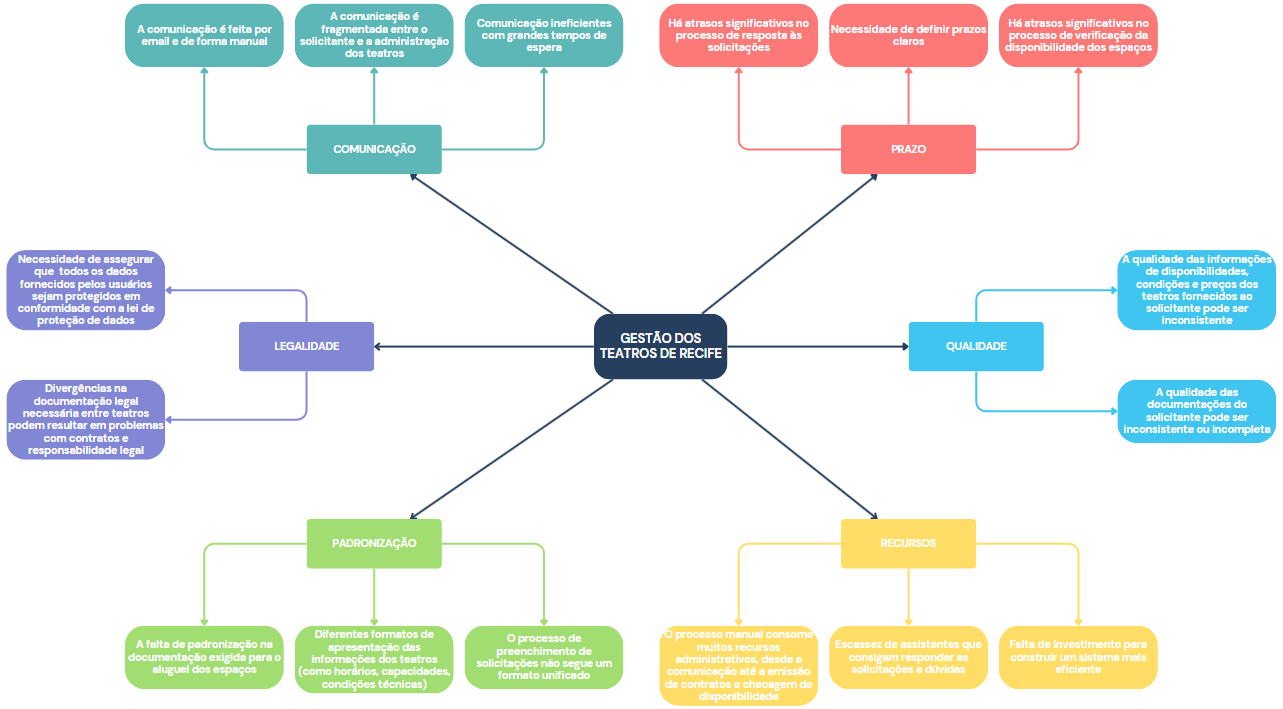 A comunicação é feita por
email e de forma manual
A comunicação é
fragmentada entre o
solicitante e a administração
dos teatros
Comunicação ineficientes
com grandes tempos de
espera
Há atrasos significativos no
processo de resposta às
solicitações
Necessidade de definir prazos
claros
Há atrasos significativos no
processo de verificação da
disponibilidade dos espaços
COMUNICAÇÃO
PRAZO
Necessidade de assegurar
que todos os dados
fornecidos pelos usuários
sejam protegidos em
conformidade com a lei de
proteção de dados
A qualidade das informações
de disponibilidades,
condições e preços dos
teatros fornecidos ao
solicitante pode ser
inconsistente
LEGALIDADE
GESTÃO DOS
TEATROS DE RECIFE
QUALIDADE
Divergências na
documentação legal
necessária entre teatros
podem resultar em problemas
com contratos e
responsabilidade legal
A qualidade das
documentações do
solicitante pode ser
inconsistente ou incompleta
PADRONIZAÇÃO
RECURSOS
A falta de padronização na
documentação exigida para o
aluguel dos espaços
Diferentes formatos de
apresentação das
informações dos teatros
(como horários, capacidades,
condições técnicas)
O processo de
preenchimento de
solicitações não segue um
formato unificado
O processo manual consome
muitos recursos
administrativos, desde a
comunicação até a emissão
de contratos e checagem de
disponibilidade
Escassez de assistentes que
consigam responder as
solicitações e dúvidas
Falta de investimento para
construir um sistema mais
eficiente